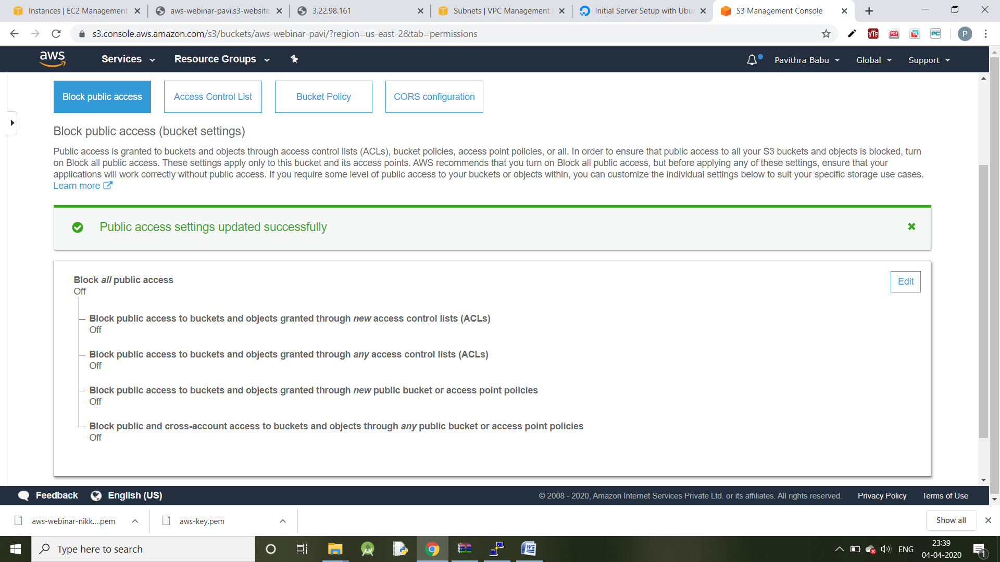 Instances | EC2 Management
aws-webinar-pavi.s3-website
3.22.98.161
Subnets | VPC Management
Initial Server Setup with Ubu
S3 Management Console
s3.console.aws.amazon.com/s3/buckets/aws-webinar-pavi/?region=us-east-2&tab=permissions
YTF
PDF
PC
P
aws
Services
Resource Groups
Pavithra Babu
Global
Support
Block public access
Access Control List
Bucket Policy
CORS configuration
Block public access (bucket settings)
Public access is granted to buckets and objects through access control lists (ACLs), bucket policies, access point policies, or all. In order to ensure that public access to all your S3 buckets and objects is blocked, turn
on Block all public access. These settings apply only to this bucket and its access points. AWS recommends that you turn on Block all public access, but before applying any of these settings, ensure that your
applications will work correctly without public access. If you require some level of public access to your buckets or objects within, you can customize the individual settings below to suit your specific storage use cases.
Learn more
Public access settings updated successfully
Block all public access
Off
Edit
Block public access to buckets and objects granted through new access control lists (ACLs)
Off
Block public access to buckets and objects granted through any access control lists (ACLs)
Off
Block public access to buckets and objects granted through new public bucket or access point policies
Off
Block public and cross-account access to buckets and objects through any public bucket or access point policies
Off
Feedback
English (US)
© 2008 - 2020, Amazon Internet Services Private Ltd. or its affiliates. All rights reserved.
Privacy Policy
Terms of Use
aws-webinar-nikk....pem
aws-key.pem
Show all
Type here to search
ENG
23:39
04-04-2020
1